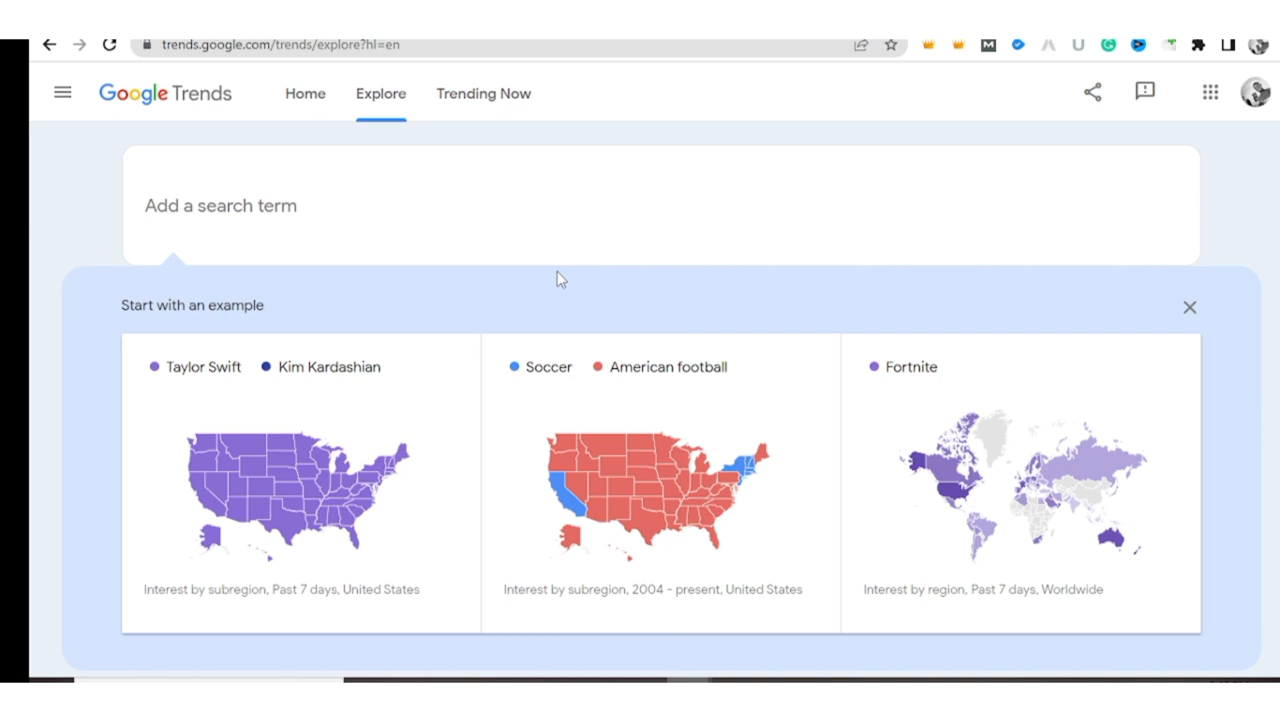 trends.google.com/trends/explore?hl=en
Google Trends Home Explore Trending Now
Add a search term
Start with an example
Taylor Swift Kim Kardashian
Interest by subregion, Past 7 days, United States
Soccer American football
Interest by subregion, 2004 - present, United States
Fortnite
Interest by region, Past 7 days, Worldwide